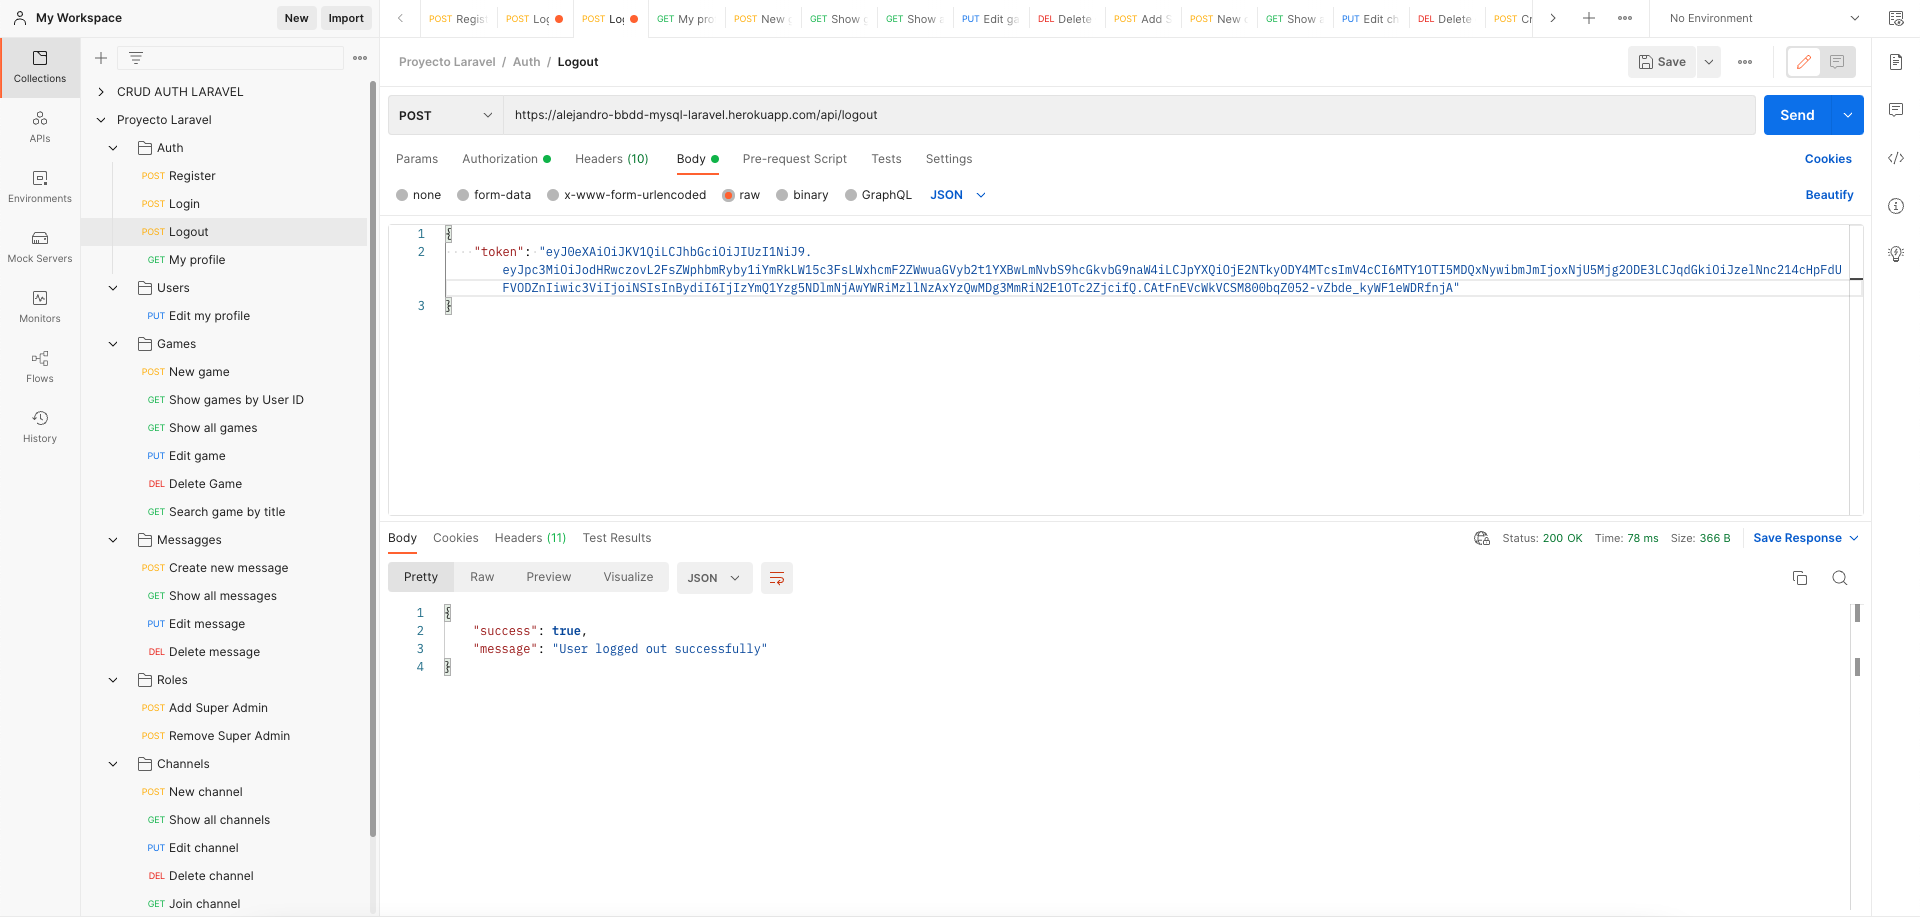 My Workspace
New
Import
POST Regis
POST Log
POST Log
GET My pro
POST New g
GET Show g
GET Show a
PUT Edit ga
DEL Delete
POST Add S
POST New c
GET Show a
PUT Edit ch
DEL Delete
POST Cr
No Environment
Collections
APIs
Environments
Mock Servers
Monitors
Flows
History
CRUD AUTH LARAVEL
Proyecto Laravel
Auth
POST Register
POST Login
POST Logout
GET My profile
Users
PUT Edit my profile
Games
POST New game
GET Show games by User ID
GET Show all games
PUT Edit game
DEL Delete Game
GET Search game by title
Messagges
POST Create new message
GET Show all messages
PUT Edit message
DEL Delete message
Roles
POST Add Super Admin
POST Remove Super Admin
Channels
POST New channel
GET Show all channels
PUT Edit channel
DEL Delete channel
GET Join channel
Proyecto Laravel / Auth / Logout
Save
POST
https://alejandro-bbdd-mysql-laravel.herokuapp.com/api/logout
Send
Params
Authorization
Headers (10)
Body
Pre-request Script
Tests
Settings
Cookies
none
form-data
x-www-form-urlencoded
raw
binary
GraphQL
JSON
Beautify
1 {
2 "token": "eyJ0eXAiOiJKV1QiLCJhbGciOiJIUzI1NiJ9.
3 }
Body
Cookies
Headers (11)
Test Results
Status: 200 OK
Time: 78 ms
Size: 366 B
Save Response
Pretty
Raw
Preview
Visualize
JSON
1 {
2 "success": true,
3 "message": "User logged out successfully"
4 }